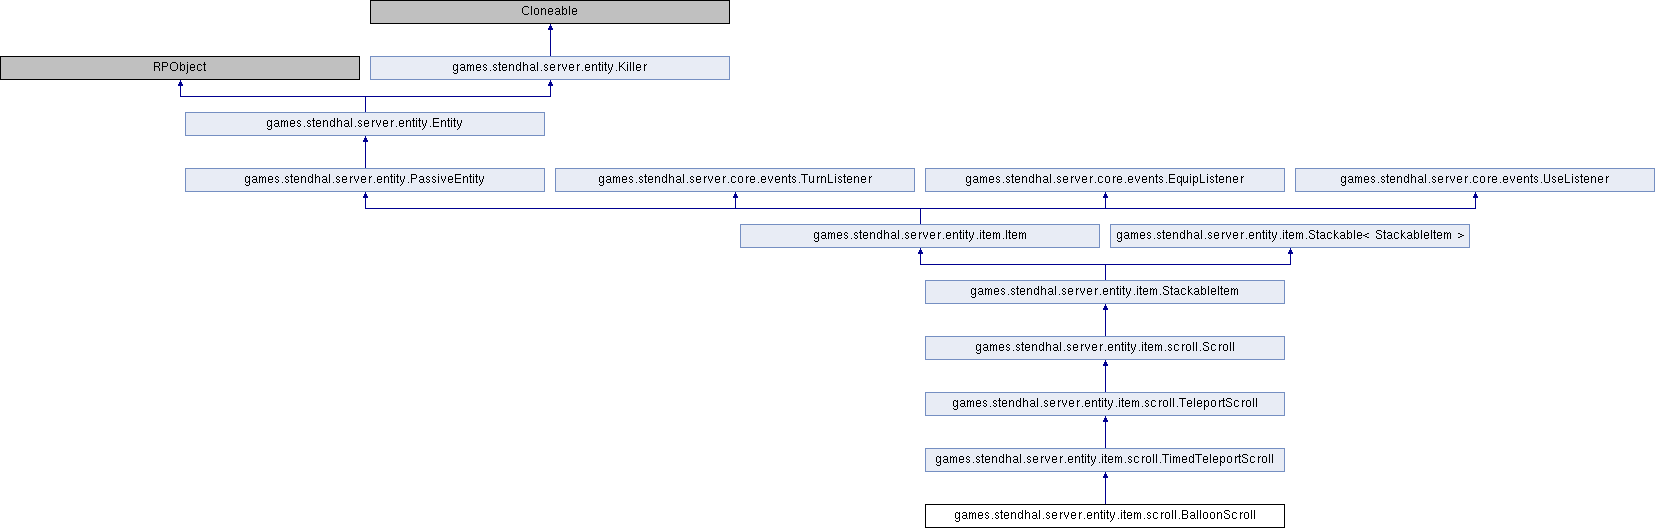 Cloneable
RPObject
games.stendhal.server.entity.Killer
games.stendhal.server.entity.Entity
games.stendhal.server.entity.PassiveEntity
games.stendhal.server.core.events.TurnListener
games.stendhal.server.core.events.EquipListener
games.stendhal.server.core.events.UseListener
games.stendhal.server.entity.item.Item
games.stendhal.server.entity.item.Stackable< StackableItem >
games.stendhal.server.entity.item.StackableItem
games.stendhal.server.entity.item.scroll.Scroll
games.stendhal.server.entity.item.scroll.TeleportScroll
games.stendhal.server.entity.item.scroll.TimedTeleportScroll
games.stendhal.server.entity.item.scroll.BalloonScroll